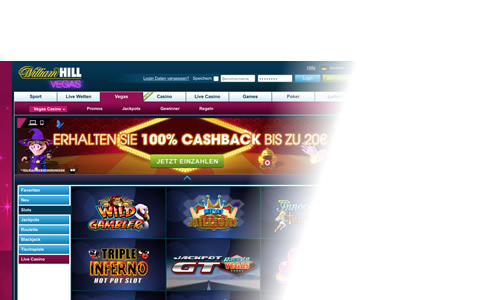 William HILL
VEGAS
Hilfe
Login Daten vergessen?
Speichern
Benutzername
Login
Sport
Live Wetten
Vegas
Casino
Live Casino
Games
Poker
Vegas Casino
Promos
Jackpots
Gewinner
Regeln
ERHALTEN SIE 100% CASHBACK BIS ZU 20€
JETZT EINZAHLEN
Favoriten
Neu
Slots
Jackpots
Roulette
Blackjack
Tischspiele
Live Casino
WILD GAMBLER
TRIPLE INFERNO
HOT POT SLOT
JACKPOT GT
VEGAS